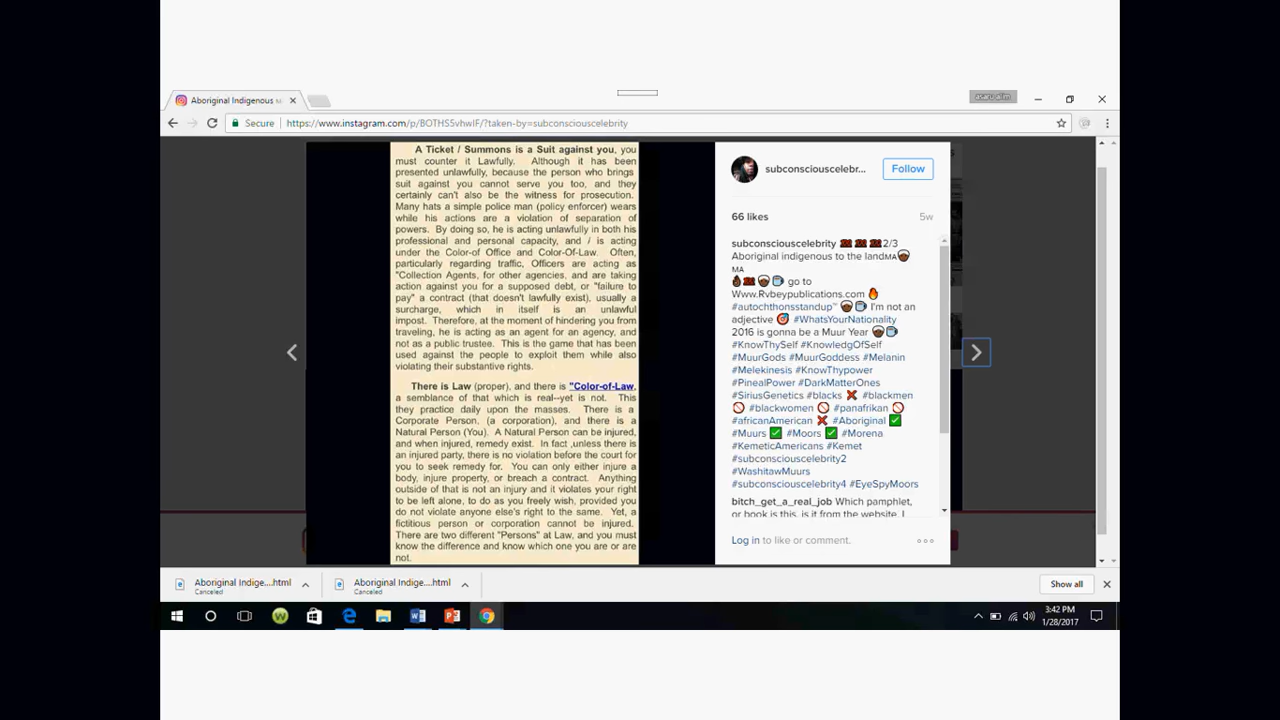 Aboriginal Indigenous M
asaru alim
Secure
https://www.instagram.com/p/BOTHS5vhwIF/?taken-by=subconsciouscelebrity
A Ticket / Summons is a Suit against you, you
must counter it Lawfully. Although it has been
presented unlawfully, because the person who brings
suit against you cannot serve you too, and they
certainly can't also be the witness for prosecution.
Many hats a simple police man (policy enforcer) wears
while his actions are a violation of separation of
powers. By doing so, he is acting unlawfully in both his
professional and personal capacity, and / is acting
under the Color-of Office and Color-Of-Law. Often,
particularly regarding traffic, Officers are acting as
"Collection Agents, for other agencies, and are taking
action against you for a supposed debt, or "failure to
pay" a contract (that doesn't lawfully exist), usually a
surcharge, which in itself is an unlawful
impost. Therefore, at the moment of hindering you from
traveling, he is acting as an agent for an agency, and
not as a public trustee. This is the game that has been
used against the people to exploit them while also
violating their substantive rights.
There is Law (proper), and there is "Color-of-Law,
a semblance of that which is real--yet is not. This
they practice daily upon the masses. There is a
Corporate Person, (a corporation), and there is a
Natural Person (You). A Natural Person can be injured,
and when injured, remedy exist. In fact ,unless there is
an injured party, there is no violation before the court for
you to seek remedy for. You can only either injure a
body, injure property, or breach a contract. Anything
outside of that is not an injury and it violates your right
to be left alone, to do as you freely wish, provided you
do not violate anyone else's right to the same. Yet, a
fictitious person or corporation cannot be injured.
There are two different "Persons" at Law, and you must
know the difference and know which one you are or are
not.
subconsciouscelebr...
Follow
66 likes
5w
subconsciouscelebrity 2/3
Aboriginal indigenous to the landMA
MA
go to
Www.Rvbeypublications.com
#autochthonsstandup™ I'm not an
adjective #WhatsYourNationality
2016 is gonna be a Muur Year
#KnowThySelf #KnowledgOfSelf
#MuurGods #MuurGoddess #Melanin
#Melekinesis #KnowThypower
#PinealPower #DarkMatterOnes
#SiriusGenetics #blacks #blackmen
#blackwomen #panafrikan
#africanAmerican #Aboriginal
#Muurs #Moors #Morena
#KemeticAmericans #Kemet
#subconsciouscelebrity2
#WashitawMuurs
#subconsciouscelebrity4 #EyeSpyMoors
bitch_get_a_real_job Which pamphlet,
or book is this, is it from the website, I
Log in to like or comment.
Aboriginal Indige....html
Canceled
Aboriginal Indige....html
Canceled
Show all
3:42 PM
1/28/2017